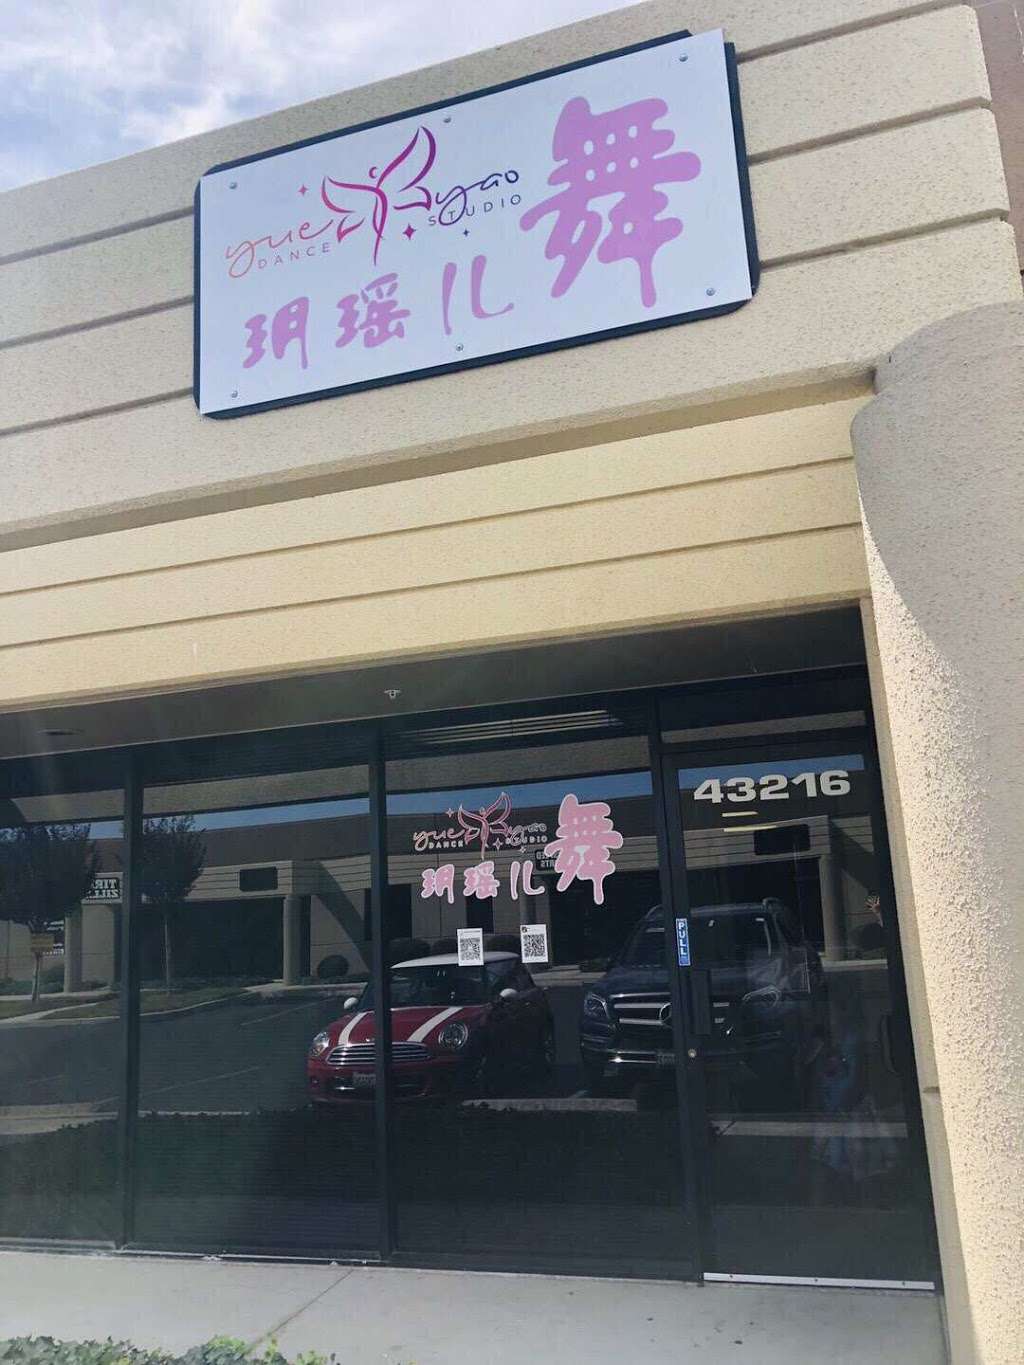 yue yao
DANCE STUDIO
玥瑶儿舞
43216
yue yao
DANCE STUDIO
玥瑶儿舞
PULL